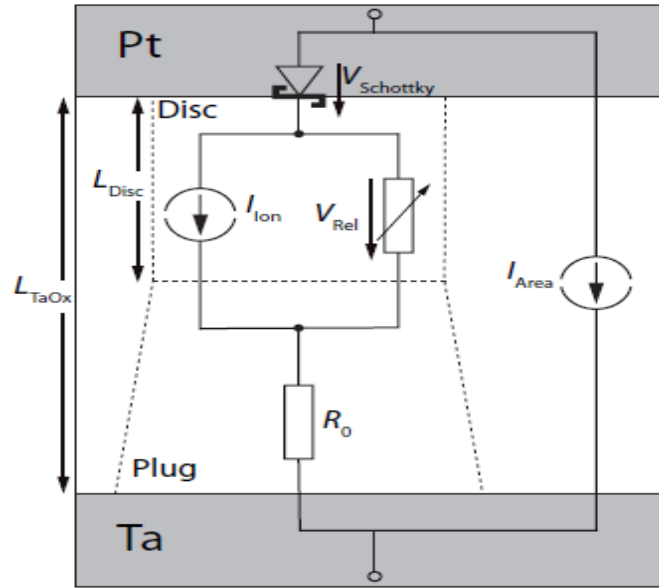 Pt
V_Schottky
Disc
L_Disc
I_Ion
V_Rel
L_TaOx
I_Area
R_0
Plug
Ta